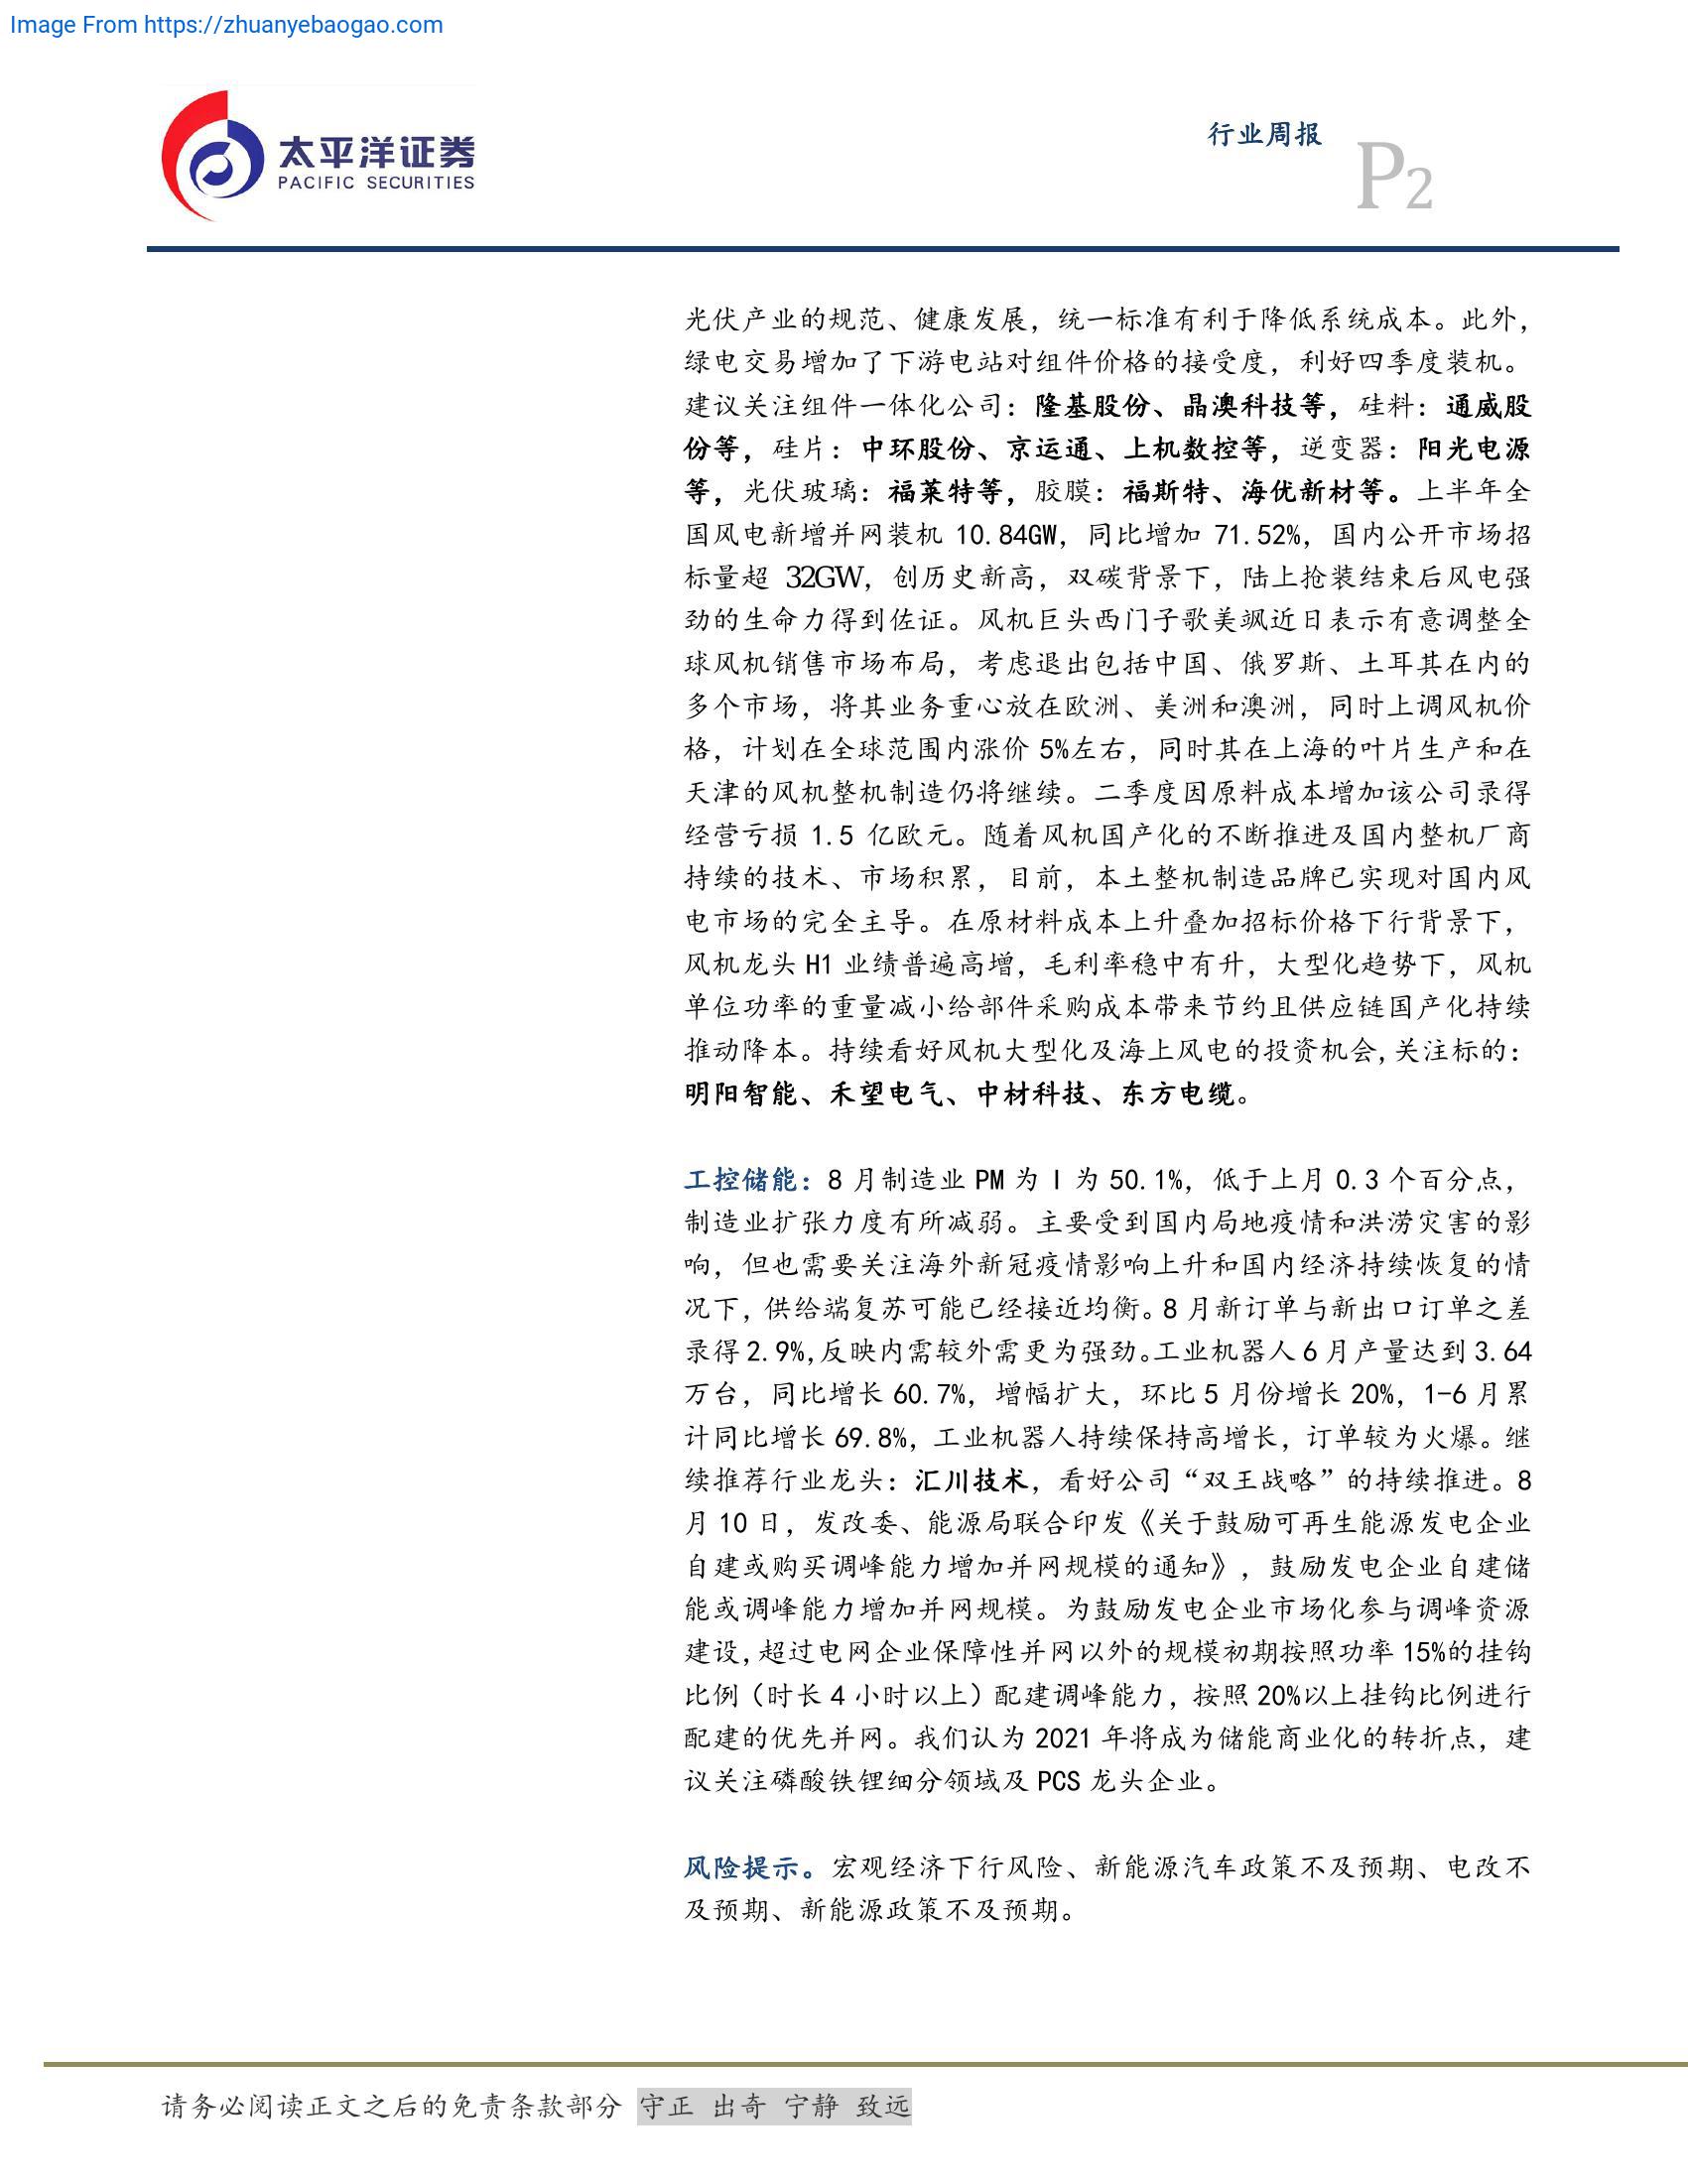 Image From https://zhuanyebaogao.com
太平洋证券
PACIFIC SECURITIES
行业周报
P2
光伏产业的规范、健康发展，统一标准有利于降低系统成本。此外，
绿电交易增加了下游电站对组件价格的接受度，利好四季度装机。
建议关注组件一体化公司：隆基股份、晶澳科技等，硅料：通威股
份等，硅片：中环股份、京运通、上机数控等，逆变器：阳光电源
等，光伏玻璃：福莱特等，胶膜：福斯特、海优新材等。上半年全
国风电新增并网装机 10.84GW，同比增加 71.52%，国内公开市场招
标量超 32GW，创历史新高，双碳背景下，陆上抢装结束后风电强
劲的生命力得到佐证。风机巨头西门子歌美飒近日表示有意调整全
球风机销售市场布局，考虑退出包括中国、俄罗斯、土耳其在内的
多个市场，将其业务重心放在欧洲、美洲和澳洲，同时上调风机价
格，计划在全球范围内涨价 5%左右，同时其在上海的叶片生产和在
天津的风机整机制造仍将继续。二季度因原料成本增加该公司录得
经营亏损 1.5 亿欧元。随着风机国产化的不断推进及国内整机厂商
持续的技术、市场积累，目前，本土整机制造品牌已实现对国内风
电市场的完全主导。在原材料成本上升叠加招标价格下行背景下，
风机龙头 H1 业绩普遍高增，毛利率稳中有升，大型化趋势下，风机
单位功率的重量减小给部件采购成本带来节约且供应链国产化持续
推动降本。持续看好风机大型化及海上风电的投资机会,关注标的：
明阳智能、禾望电气、中材科技、东方电缆。
工控储能：8 月制造业 PM 为 I 为 50.1%，低于上月 0.3 个百分点，
制造业扩张力度有所减弱。主要受到国内局地疫情和洪涝灾害的影
响，但也需要关注海外新冠疫情影响上升和国内经济持续恢复的情
况下，供给端复苏可能已经接近均衡。8 月新订单与新出口订单之差
录得 2.9%,反映内需较外需更为强劲。工业机器人 6 月产量达到 3.64
万台，同比增长 60.7%，增幅扩大，环比 5 月份增长 20%，1-6 月累
计同比增长 69.8%，工业机器人持续保持高增长，订单较为火爆。继
续推荐行业龙头：汇川技术，看好公司“双王战略”的持续推进。8
月 10 日，发改委、能源局联合印发《关于鼓励可再生能源发电企业
自建或购买调峰能力增加并网规模的通知》，鼓励发电企业自建储
能或调峰能力增加并网规模。为鼓励发电企业市场化参与调峰资源
建设,超过电网企业保障性并网以外的规模初期按照功率 15%的挂钩
比例（时长 4 小时以上）配建调峰能力，按照 20%以上挂钩比例进行
配建的优先并网。我们认为 2021 年将成为储能商业化的转折点，建
议关注磷酸铁锂细分领域及 PCS 龙头企业。
风险提示。宏观经济下行风险、新能源汽车政策不及预期、电改不
及预期、新能源政策不及预期。
请务必阅读正文之后的免责条款部分 守正 出奇 宁静 致远